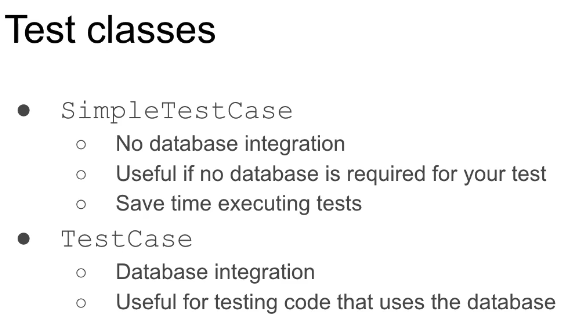 Test classes
● SimpleTestCase
○ No database integration
○ Useful if no database is required for your test
○ Save time executing tests
● TestCase
○ Database integration
○ Useful for testing code that uses the database